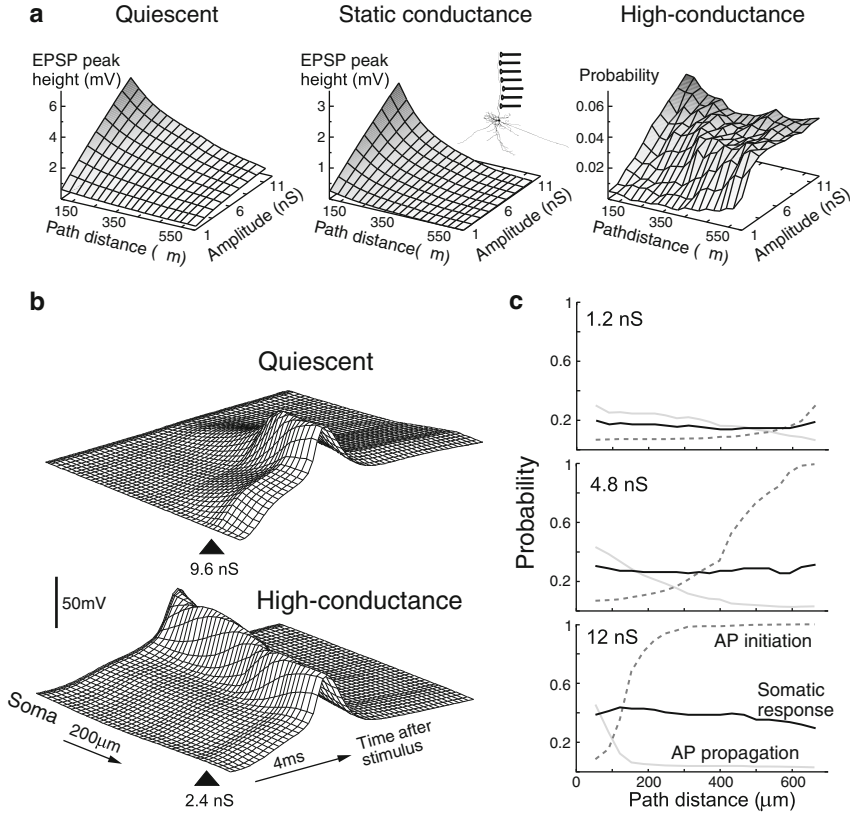 a
Quiescent
Static conductance
High-conductance
EPSP peak
height (mV)
6
4
2
150
350
550
Path distance ( m)
1
6
11
Amplitude (nS)
EPSP peak
height (mV)
3
2
1
150
350
550
Path distance( m)
1
6
11
Amplitude (nS)
Probability
0.06
0.04
0.02
150
350
550
Pathdistance ( m)
1
6
11
Amplitude (nS)
b
Quiescent
9.6 nS
50mV
High-conductance
Soma
200µm
4ms
Time after
stimulus
2.4 nS
c
Probability
1
1.2 nS
0.6
0.2
1
4.8 nS
0.6
0.2
1
12 nS
AP initiation
0.6
Somatic
response
AP propagation
0.2
0
200
400
600
Path distance (µm)